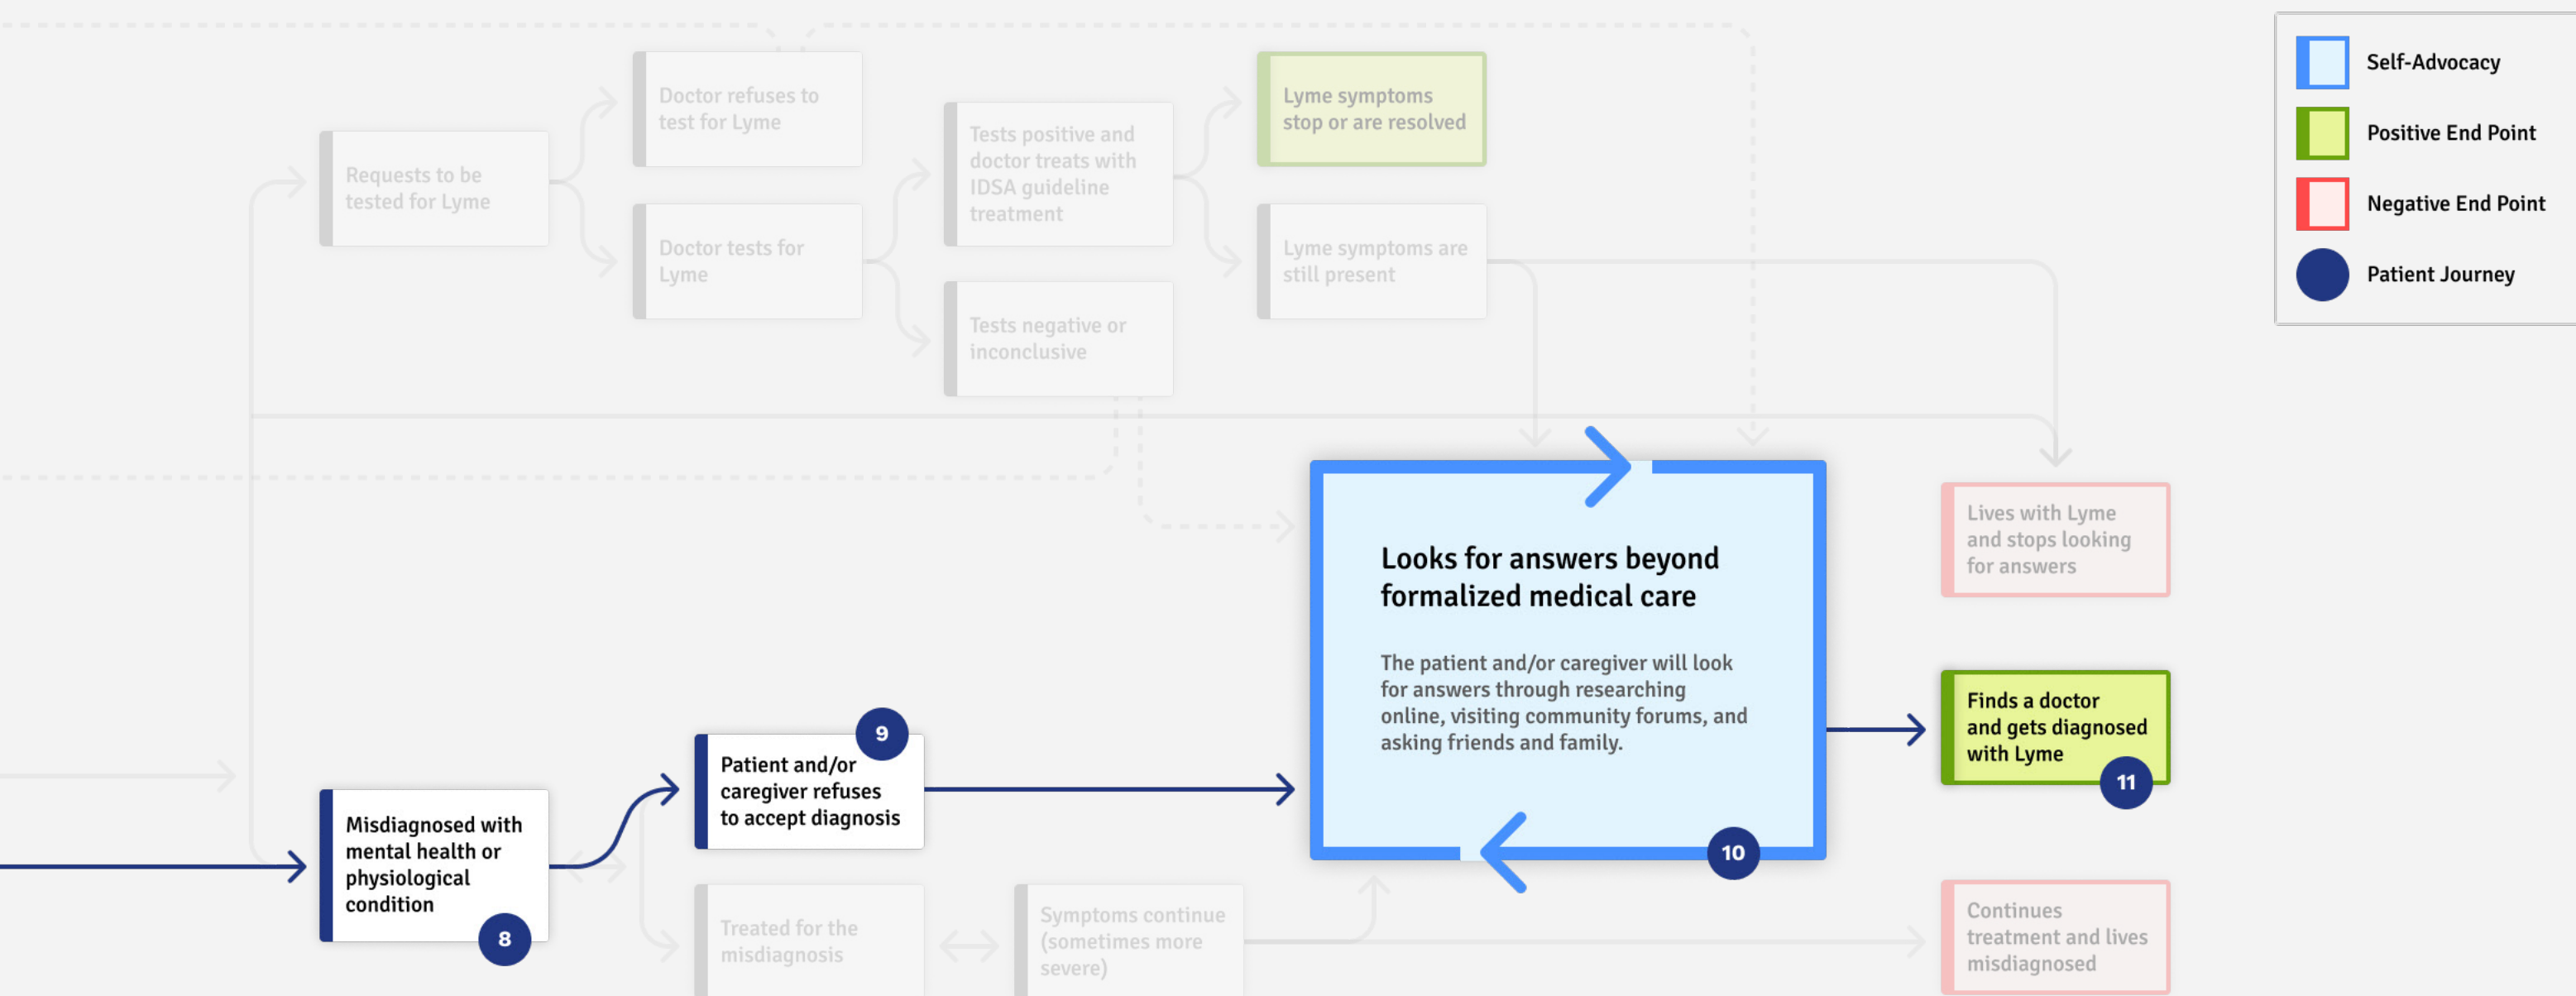 Doctor refuses to
test for Lyme
Lyme symptoms
stop or are resolved
Self-Advocacy
Positive End Point
Negative End Point
Patient Journey
Requests to be
tested for Lyme
Tests positive and
doctor treats with
IDSA guideline
treatment
Doctor tests for
Lyme
Lyme symptoms are
still present
Tests negative or
inconclusive
Looks for answers beyond
formalized medical care
The patient and/or caregiver will look
for answers through researching
online, visiting community forums, and
asking friends and family.
10
Lives with Lyme
and stops looking
for answers
Misdiagnosed with
mental health or
physiological
condition
8
9
Patient and/or
caregiver refuses
to accept diagnosis
Finds a doctor
and gets diagnosed
with Lyme
11
Treated for the
misdiagnosis
Symptoms continue
(sometimes more
severe)
Continues
treatment and lives
misdiagnosed